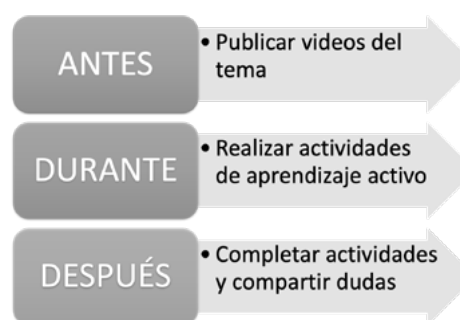 ANTES
• Publicar videos del
tema
DURANTE
• Realizar actividades
de aprendizaje activo
DESPUÉS
• Completar actividades
y compartir dudas